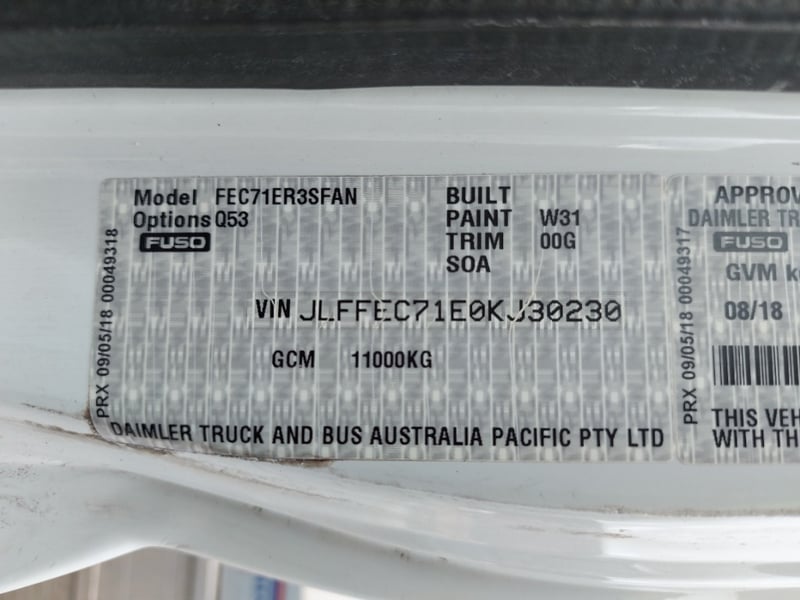 Model FEC71ER3SFAN
Options Q53
FUSO
BUILT
PAINT W31
TRIM 00G
SOA
VIN JLFFEC71E0KJ30230
GCM 11000KG
DAIMLER TRUCK AND BUS AUSTRALIA PACIFIC PTY LTD
PRX 09/05/18 00049318
APPROV
DAIMLER TR
FUSO
GVM k
08/18
THIS VEH
WITH TH
PRX 09/05/18 00049317